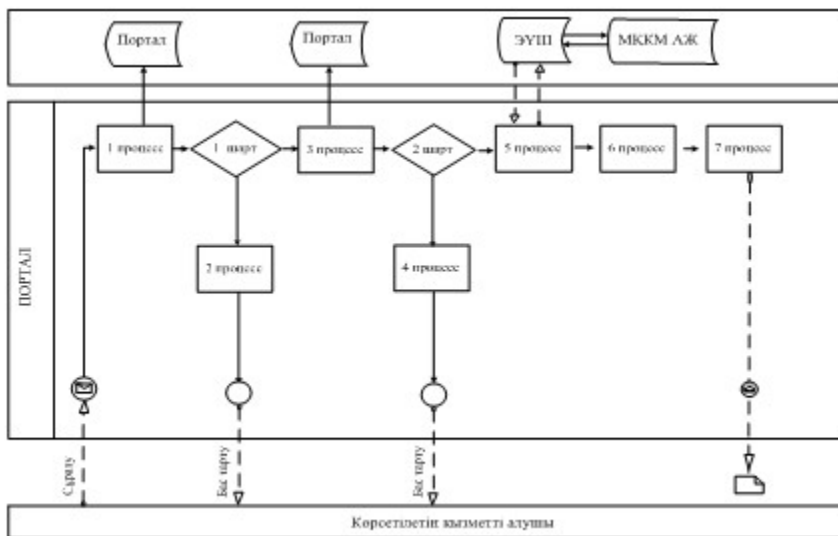 Портал
Портал
ЭҮШ
МККМ АЖ
1 процесс
1 шарт
3 процесс
2 шарт
5 процесс
6 процесс
7 процесс
2 процесс
4 процесс
ПОРТАЛ
Сұрату
Бас тарту
Бас тарту
Көрсетілетін қызметті алушы